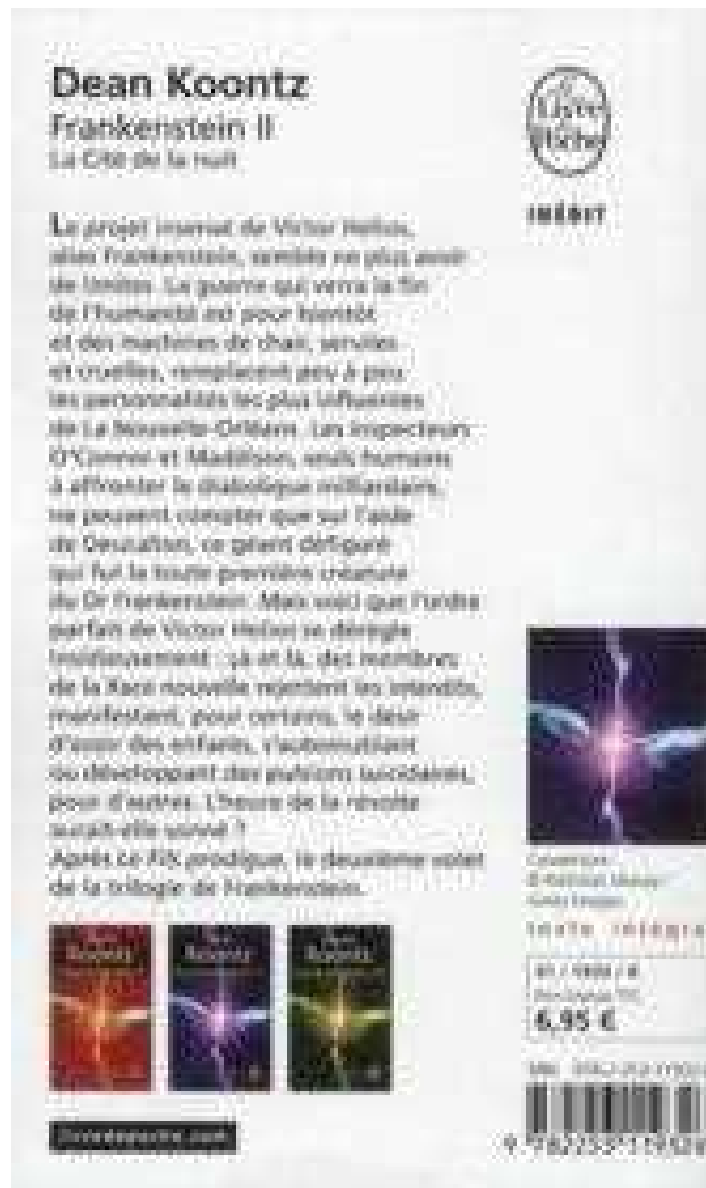 Dean Koontz
Frankenstein II
La Cité de la nuit
Le projet insensé de Victor Helios,
alias Frankenstein, semble ne plus avoir
de limites. La guerre qui verra la fin
de l'humanité est pour bientôt
et des machines de chair, serviles
et cruelles, remplacent peu à peu
les personnalités les plus influentes
de La Nouvelle-Orléans. Les inspecteurs
O'Connor et Maddison, seuls humains
à affronter le diabolique milliardaire,
ne peuvent compter que sur l'aide
de Deucalion, ce géant défiguré
qui fut la toute première créature
du Dr Frankenstein. Mais voici que l'ordre
parfait de Victor Helios se dérègle
insidieusement : çà et là, des membres
de la Race nouvelle rejettent les interdits,
manifestant, pour certains, le désir
d'avoir des enfants, s'automutilant
ou développant des pulsions suicidaires,
pour d'autres. L'heure de la révolte
aurait-elle sonné ?
Après Le Fils prodigue, le deuxième volet
de la trilogie de Frankenstein.
Koontz
Koontz
Koontz
livredepoche.com
Le Livre de Poche
INÉDIT
Couverture :
texte intégra
6,95 €